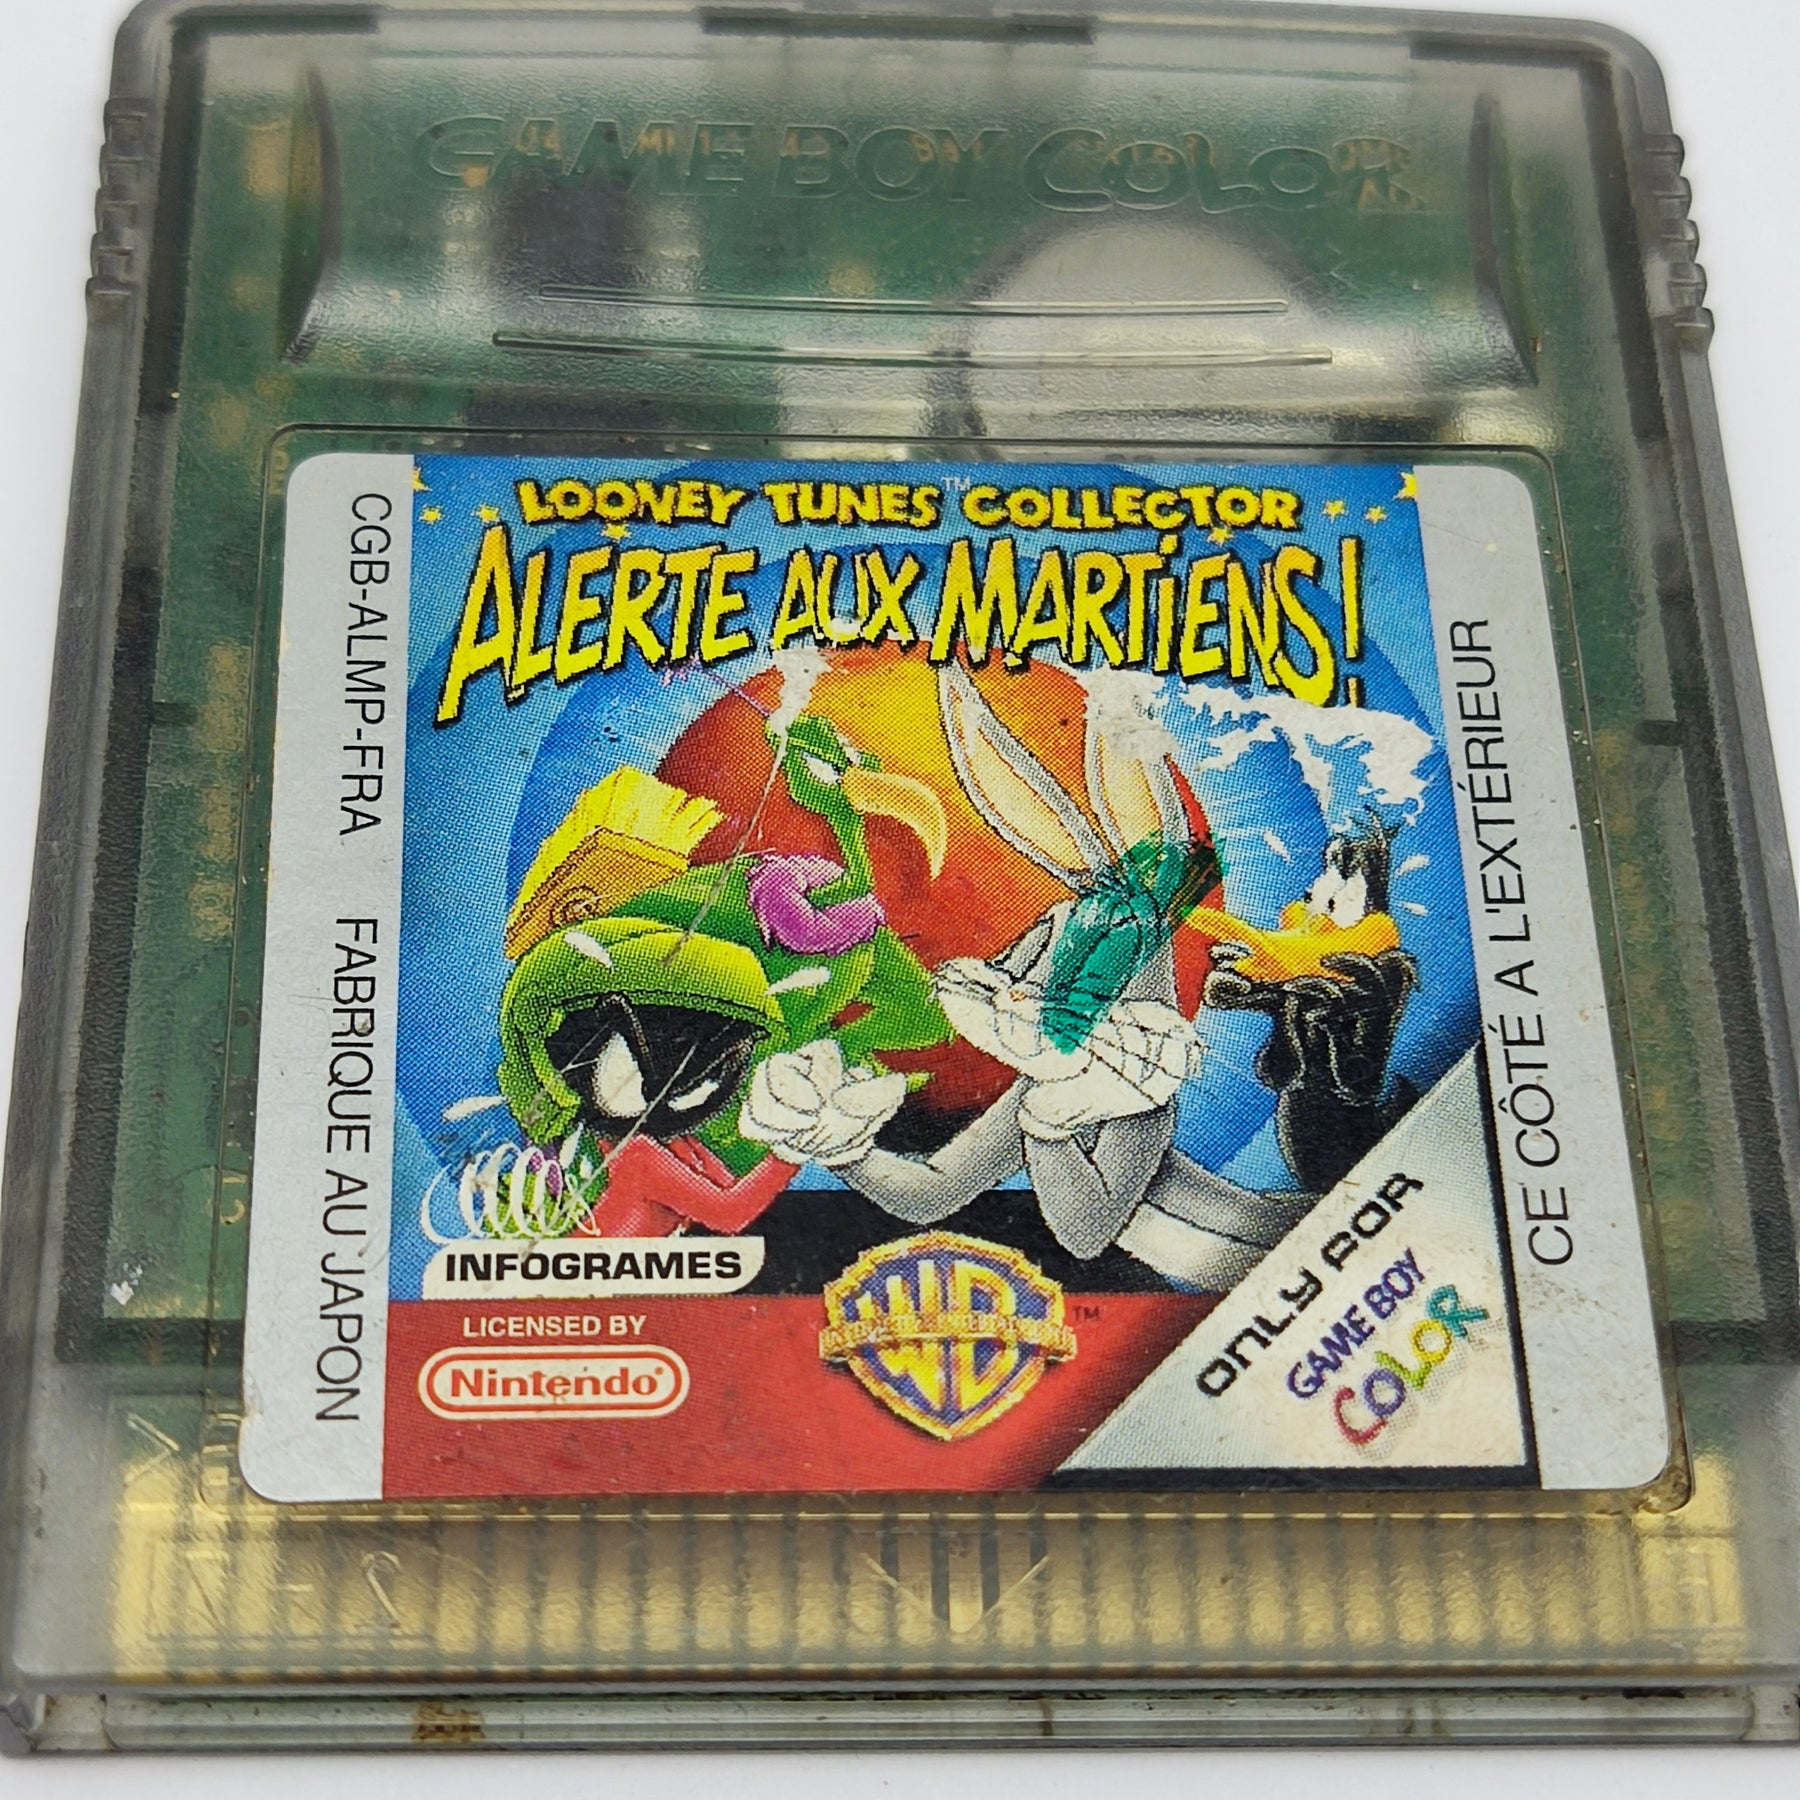 GAME BOY COLOR
LOONEY TUNES™ COLLECTOR
ALERTE AUX MARTIENS!
CGB-ALMP-FRA FABRIQUE AU JAPON
CE CÔTÉ A L'EXTÉRIEUR
INFOGRAMES
LICENSED BY
Nintendo®
WB™
ONLY FOR
GAME BOY
COLOR